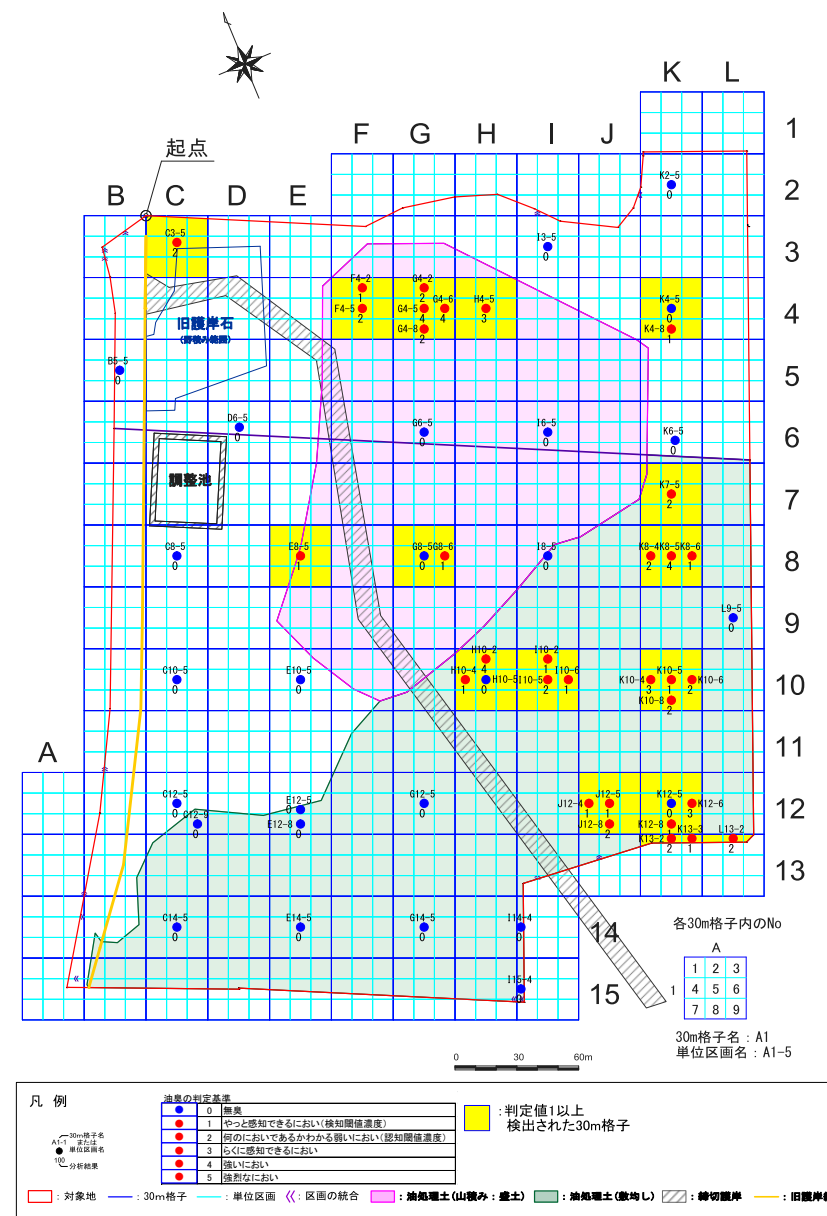 起点
A
B
C
D
E
F
G
H
I
J
K
L
1
2
3
4
5
6
7
8
9
10
11
12
13
14
15
K2-5
0
C3-5
2
I3-5
0
F4-2
1
F4-5
2
G4-2
2
G4-5
4
G4-6
4
G4-8
2
H4-5
3
K4-5
0
K4-8
1
旧護岸石
B5-5
0
D6-5
0
G6-5
0
I6-5
0
K6-5
0
調整池
K7-5
2
C8-5
0
E8-5
1
G8-5
0
G8-6
1
I8-5
0
K8-4
2
K8-5
4
K8-6
1
L9-5
0
C10-5
0
E10-5
0
H10-2
4
H10-4
1
H10-5
0
I10-2
1
I10-5
2
I10-6
1
K10-4
3
K10-5
1
K10-6
2
K10-8
2
C12-5
0
C12-9
0
E12-5
0
E12-8
0
G12-5
0
J12-4
1
J12-5
1
J12-8
2
K12-5
0
K12-6
3
K12-8
1
K13-2
2
K13-3
1
L13-2
2
C14-5
0
E14-5
0
G14-5
0
I14-4
0
I15-4
0
各30m格子内のNo
A
1 2 3
1 4 5 6
7 8 9
30m格子名：A1
単位区画名：A1-5
0 30 60m
凡 例
30m格子名
または
A1-1 単位区画名
100
分析結果
油臭の判定基準
0 無臭
1 やっと感知できるにおい(検知閾値濃度)
2 何のにおいであるかわかる弱いにおい(認知閾値濃度)
3 らくに感知できるにおい
4 強いにおい
5 強烈なにおい
：判定値1以上
検出された30m格子
：対象地 ：30m格子 ：単位区画 ：区画の統合 ：油処理土(山積み：盛土) ：油処理土(敷均し) ：締切護岸 ：旧護岸